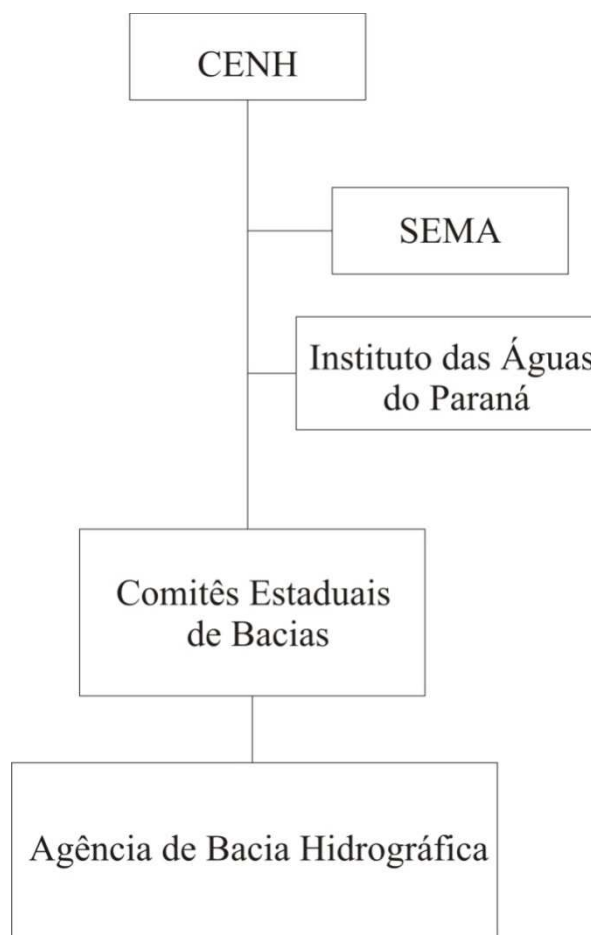 CENH
SEMA
Instituto das Águas
do Paraná
Comitês Estaduais
de Bacias
Agência de Bacia Hidrográfica